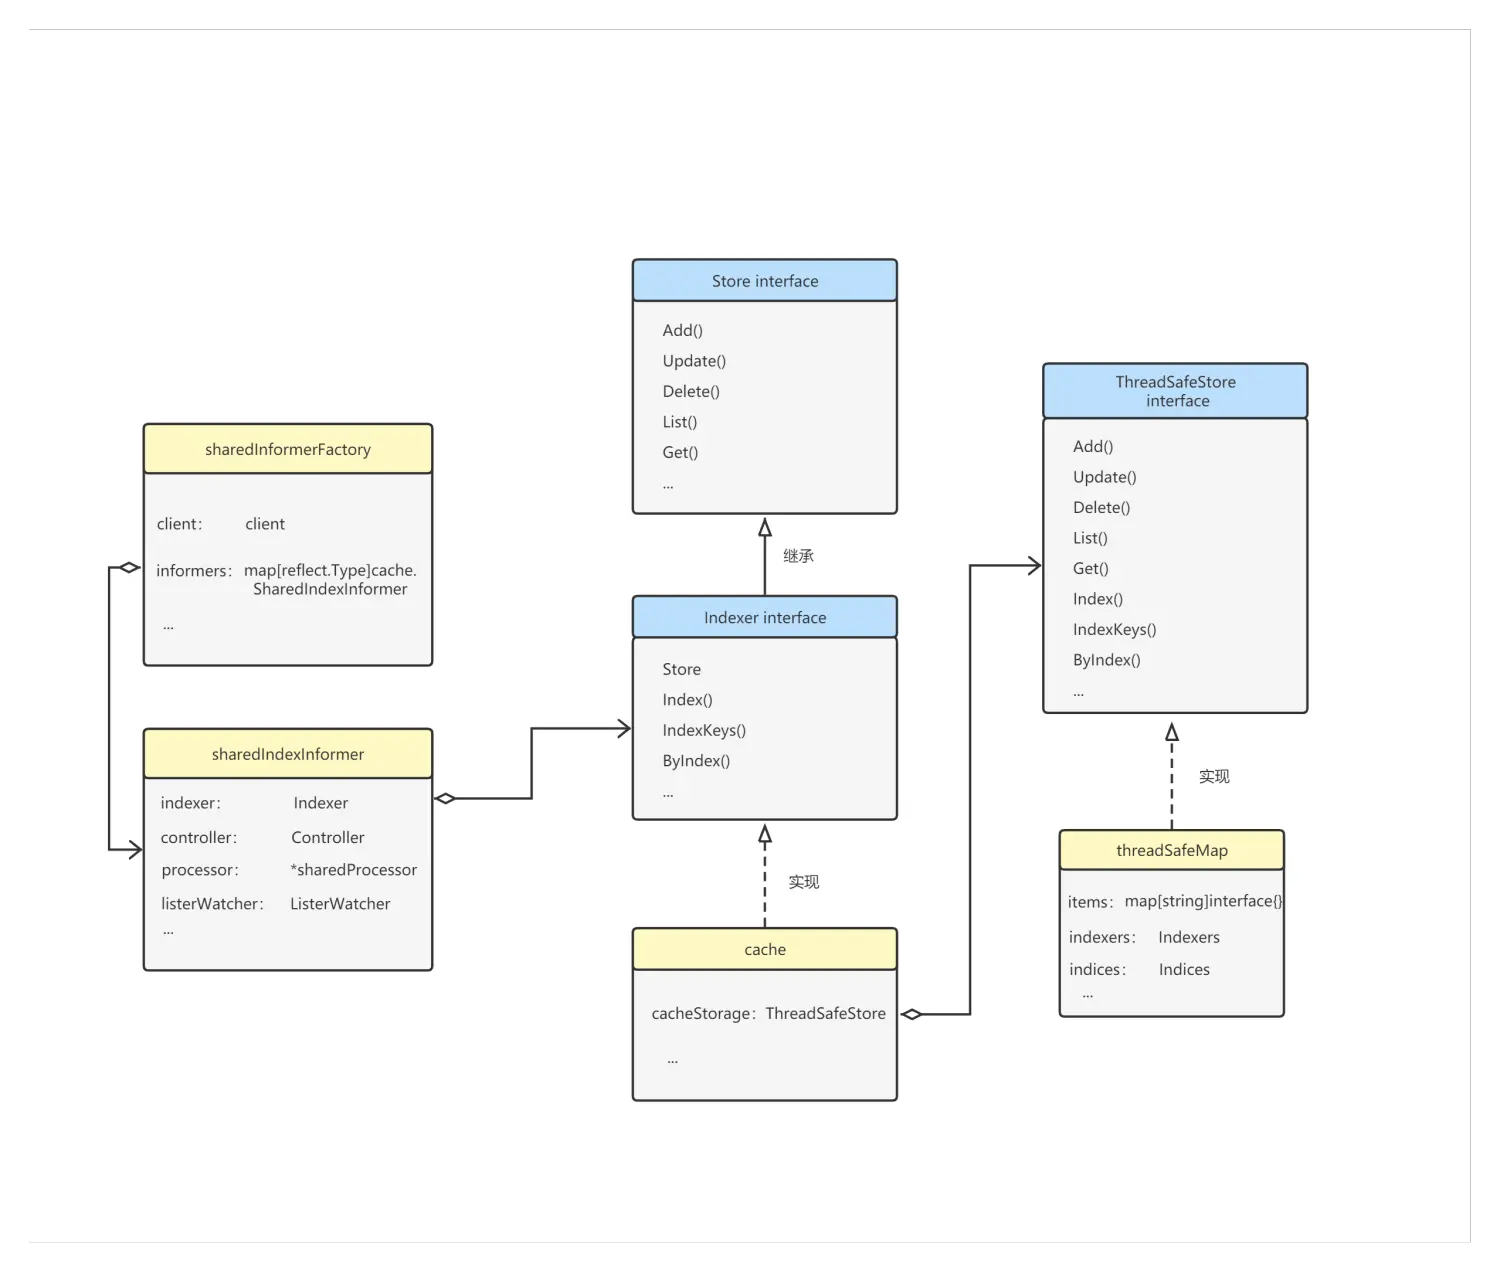 sharedInformerFactory
client: client
informers: map[reflect.Type]cache.
SharedIndexInformer
...
sharedIndexInformer
indexer: Indexer
controller: Controller
processor: *sharedProcessor
listerWatcher: ListerWatcher
...
Store interface
Add()
Update()
Delete()
List()
Get()
...
继承
Indexer interface
Store
Index()
IndexKeys()
ByIndex()
...
实现
cache
cacheStorage: ThreadSafeStore
...
ThreadSafeStore
interface
Add()
Update()
Delete()
List()
Get()
Index()
IndexKeys()
ByIndex()
...
实现
threadSafeMap
items: map[string]interface{}
indexers: Indexers
indices: Indices
...